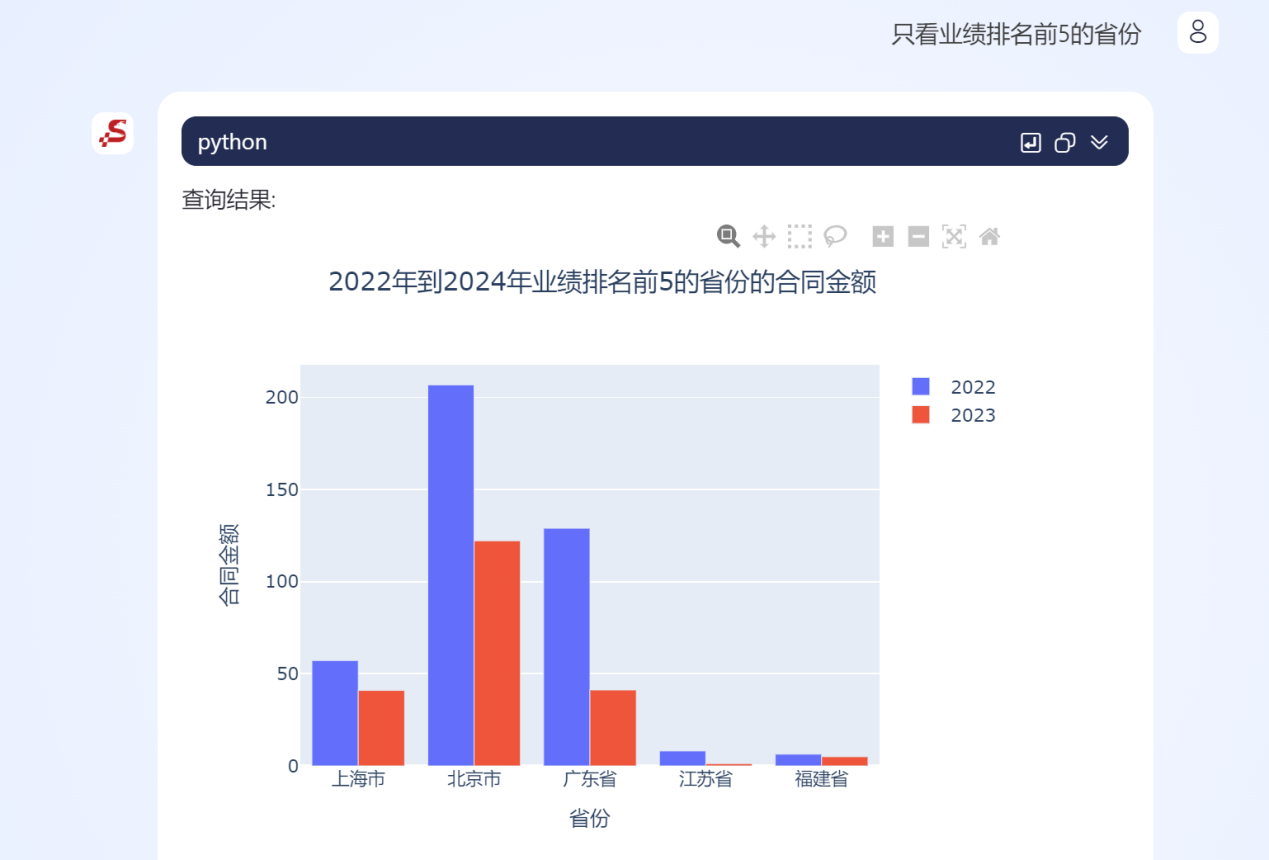 只看业绩排名前5的省份
python
查询结果:
2022年到2024年业绩排名前5的省份的合同金额
200
150
100
50
0
合同金额
2022
2023
上海市 北京市 广东省 江苏省 福建省
省份